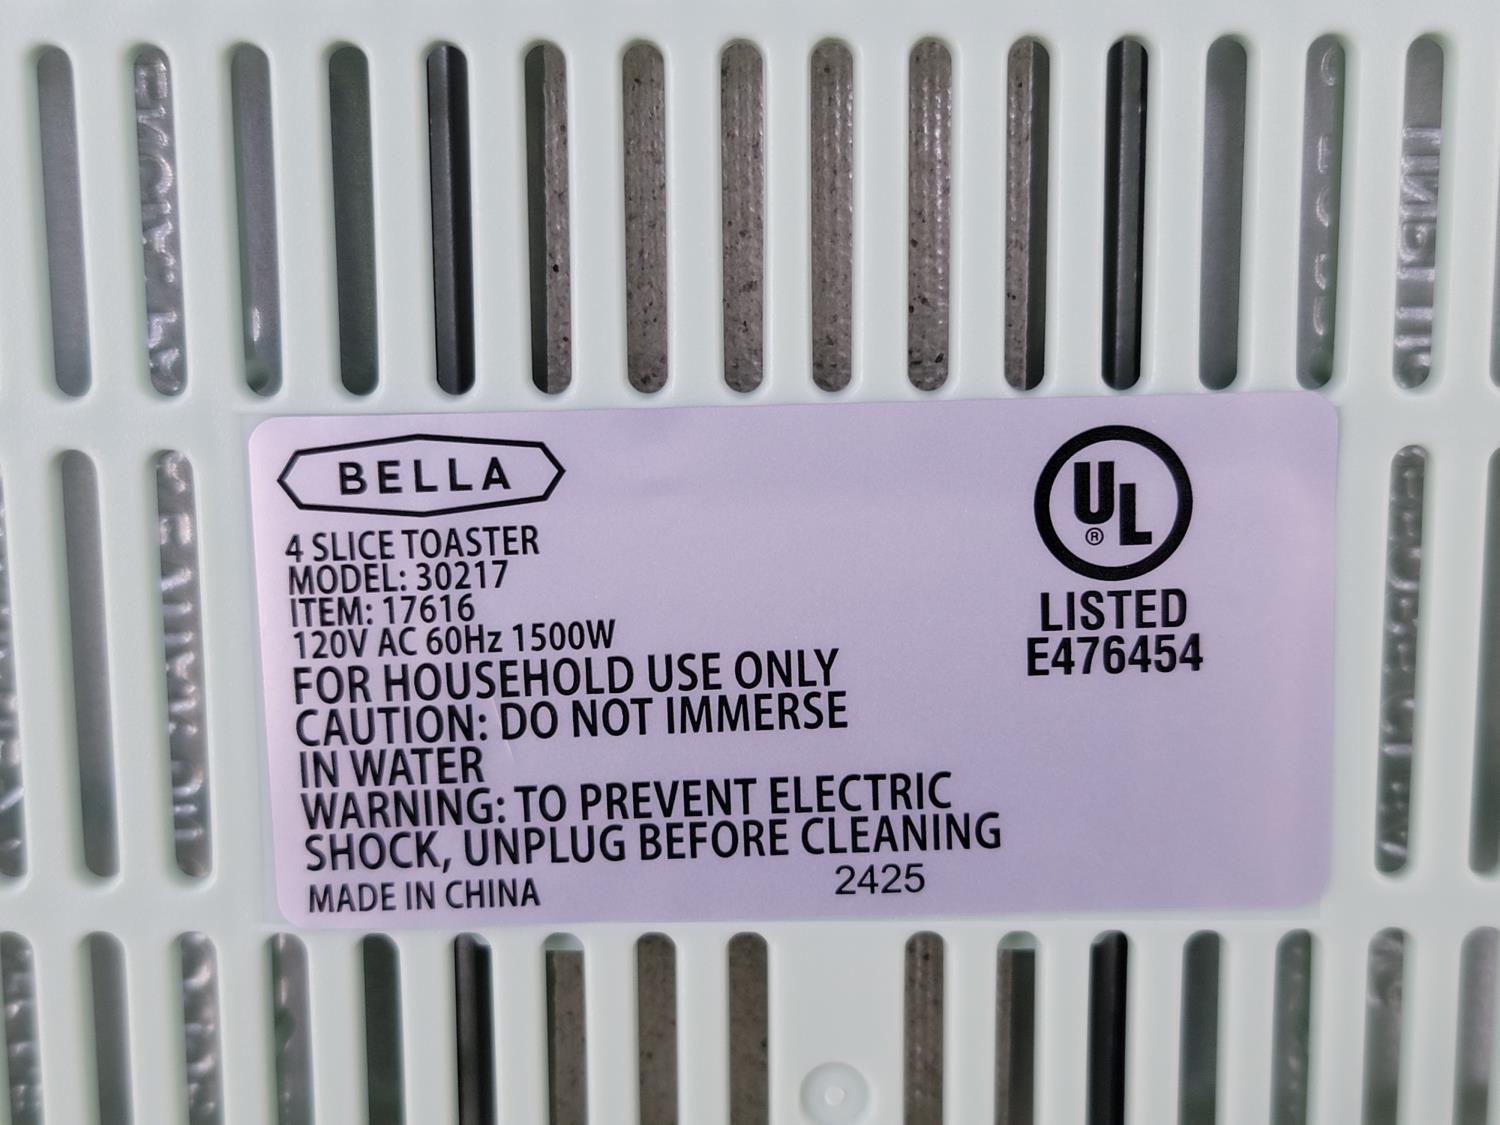 BELLA
4 SLICE TOASTER
MODEL: 30217
ITEM: 17616
120V AC 60Hz 1500W
FOR HOUSEHOLD USE ONLY
CAUTION: DO NOT IMMERSE
IN WATER
WARNING: TO PREVENT ELECTRIC
SHOCK, UNPLUG BEFORE CLEANING
MADE IN CHINA
2425
UL
®
LISTED
E476454